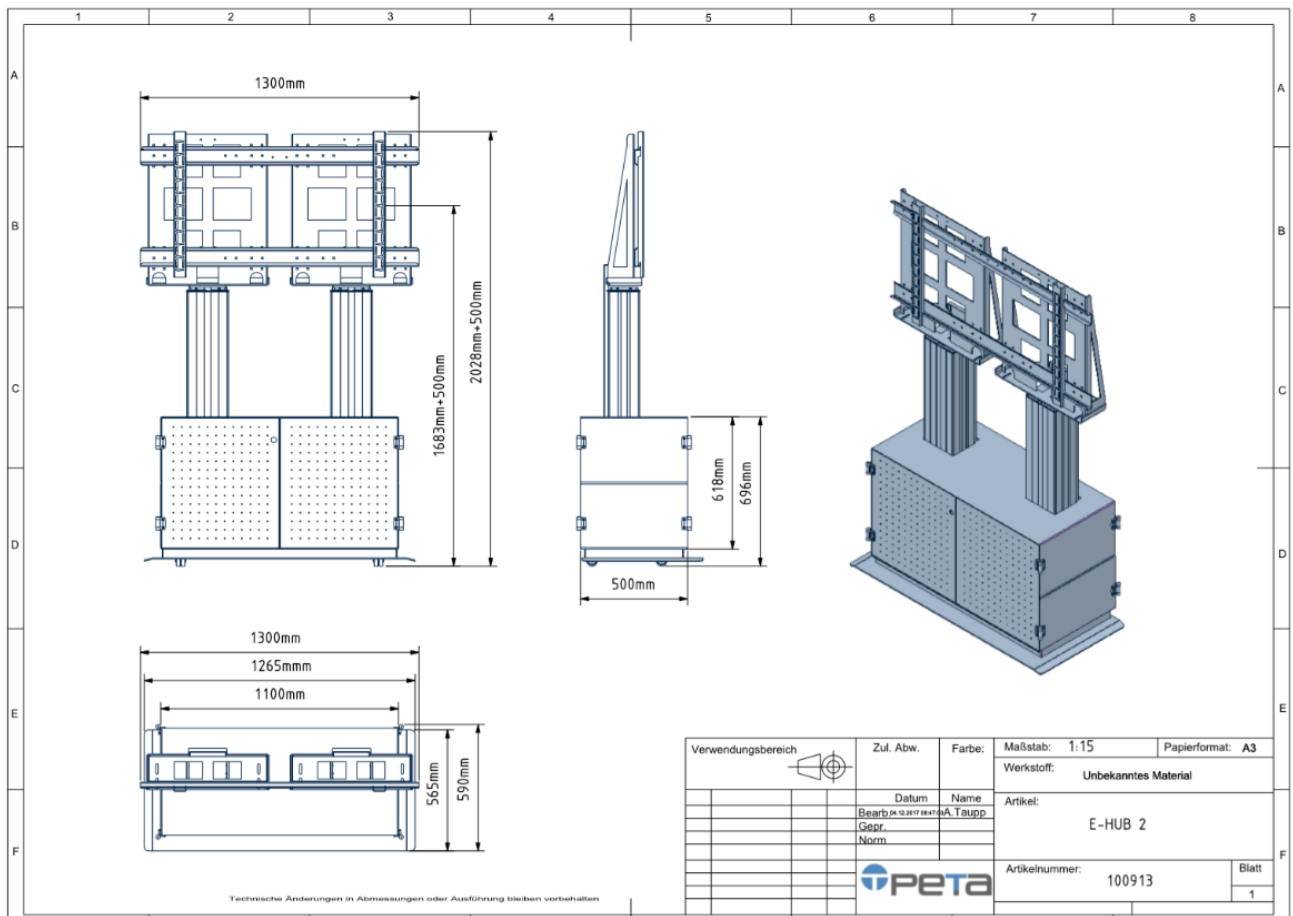 1 2 3 4 5 6 7 8
A A
B B
C C
D D
E E
F F
1300mm
1683mm+500mm
2028mm+500mm
618mm
696mm
500mm
1300mm
1265mmm
1100mm
565mm
590mm
Technische Änderungen in Abmessungen oder Ausführung bleiben vorbehalten
Verwendungsbereich
Zul. Abw.
Farbe:
Maßstab: 1:15
Papierformat: A3
Werkstoff:
Unbekanntes Material
Datum Name
Bearb. A.Taupp
Gepr.
Norm
Artikel:
E-HUB 2
PETA
Artikelnummer:
100913
Blatt
1